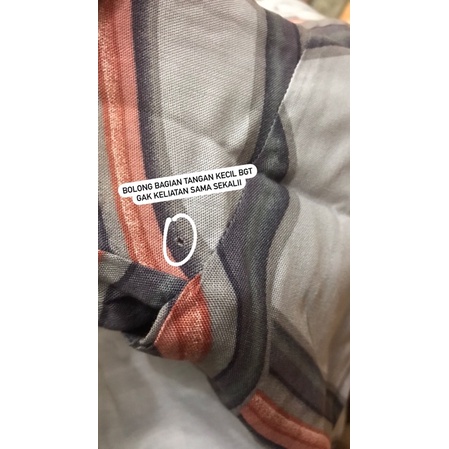 BOLONG BAGIAN TANGAN KECIL BGT
GAK KELIATAN SAMA SEKALII